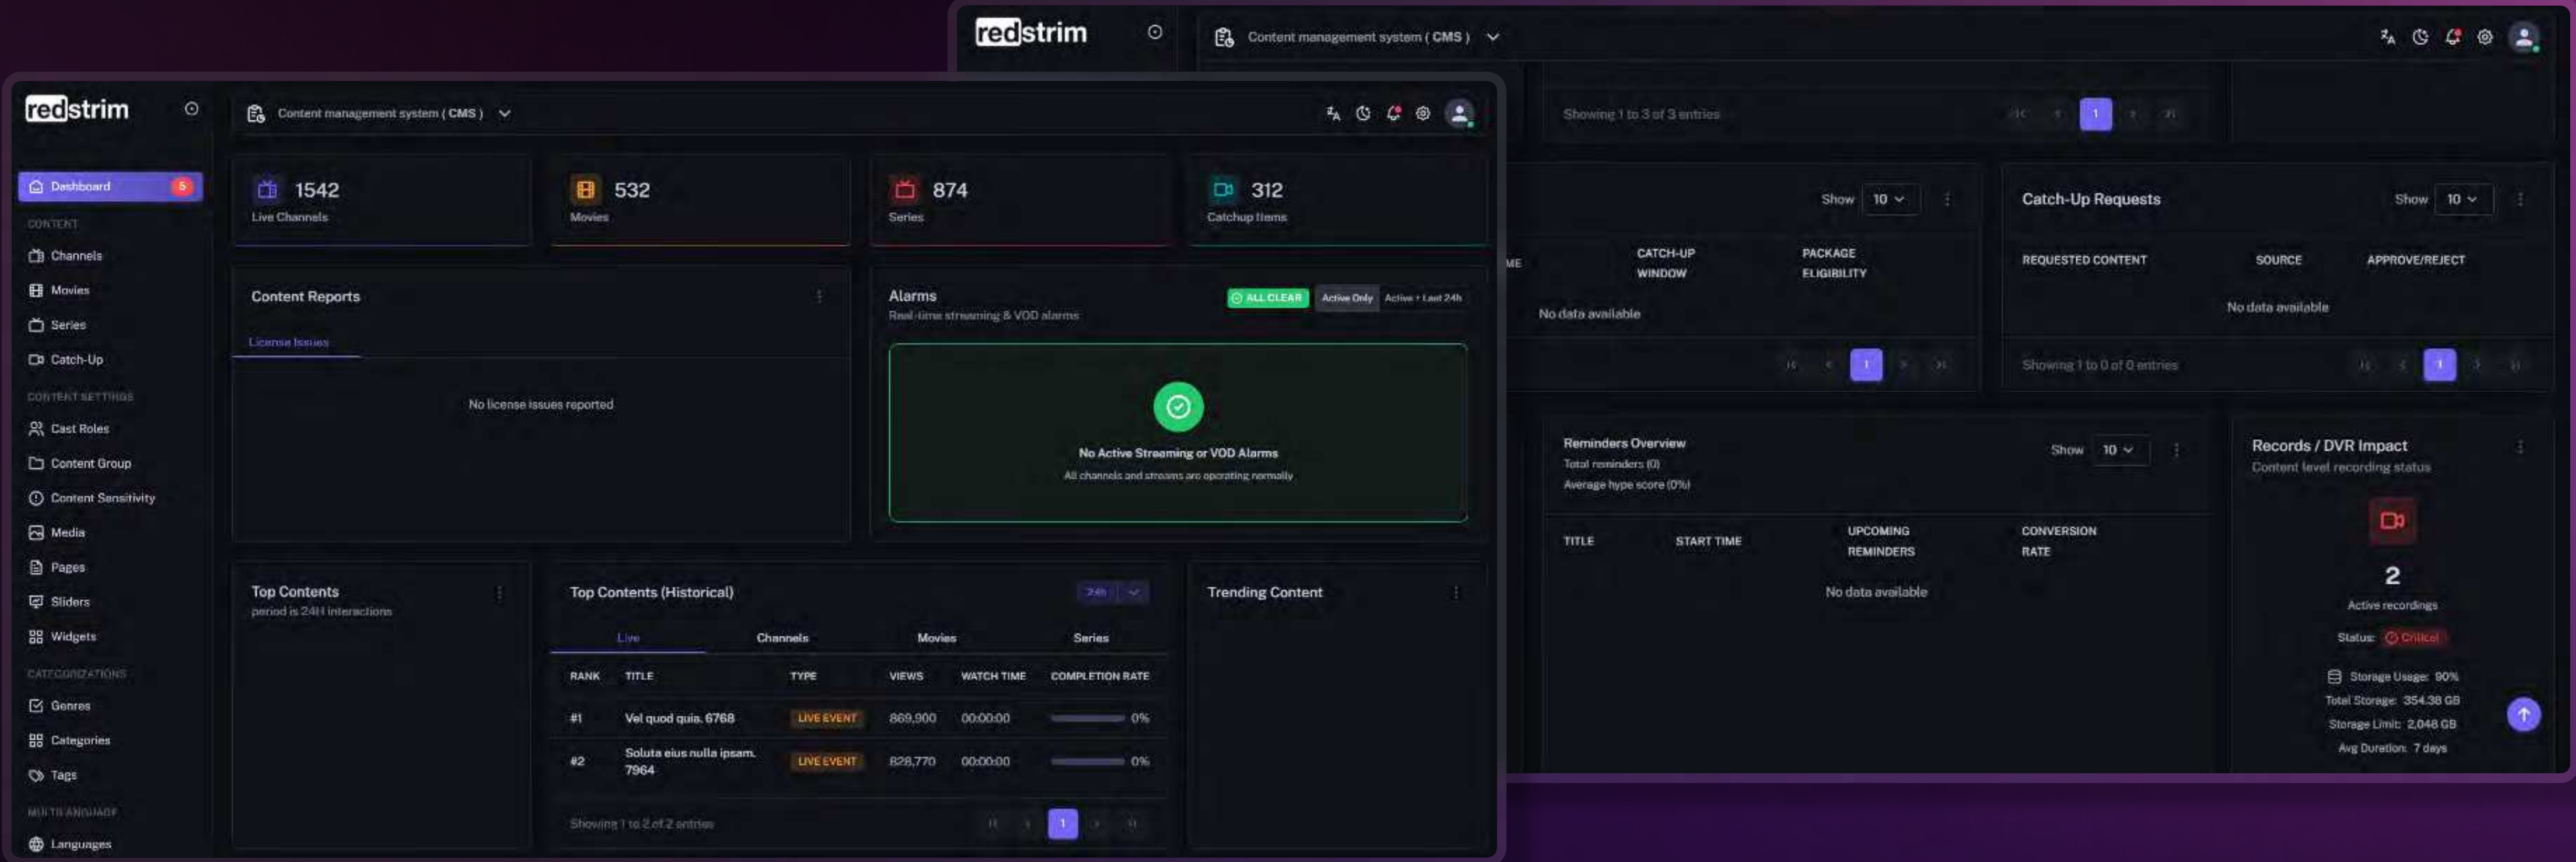 redstrim
Content management system ( CMS )
Showing 1 to 3 of 3 entries
1
Show 10
CATCH-UP WINDOW
PACKAGE ELIGIBILITY
No data available
1
Catch-Up Requests
Show 10
REQUESTED CONTENT SOURCE APPROVE/REJECT
No data available
Showing 1 to 0 of 0 entries
1
Reminders Overview
Total reminders (0)
Average hype score (0%)
Show 10
TITLE START TIME UPCOMING REMINDERS CONVERSION RATE
No data available
Records / DVR Impact
Content level recording status
2
Active recordings
Status: Critical
Storage Usage: 90%
Total Storage: 354.38 GB
Storage Limit: 2,048 GB
Avg Duration: 7 days
redstrim
Content management system ( CMS )
Dashboard 5
CONTENT
Channels
Movies
Series
Catch-Up
CONTENT SETTINGS
Cast Roles
Content Group
Content Sensitivity
Media
Pages
Sliders
Widgets
CATEGORIZATIONS
Genres
Categories
Tags
MULTILANGUAGE
Languages
1542
Live Channels
532
Movies
874
Series
312
Catchup Items
Content Reports
License Issues
No license issues reported
Alarms
Real-time streaming & VOD alarms
ALL CLEAR Active Only Active + Last 24h
No Active Streaming or VOD Alarms
All channels and streams are operating normally
Top Contents
period is 24H interactions
Top Contents (Historical)
24h
Live Channels Movies Series
RANK TITLE TYPE VIEWS WATCH TIME COMPLETION RATE
#1 Vel quod quia. 6768 LIVE EVENT 869,900 00:00:00 0%
#2 Soluta eius nulla ipsam. 7964 LIVE EVENT 828,770 00:00:00 0%
Showing 1 to 2 of 2 entries
1
Trending Content